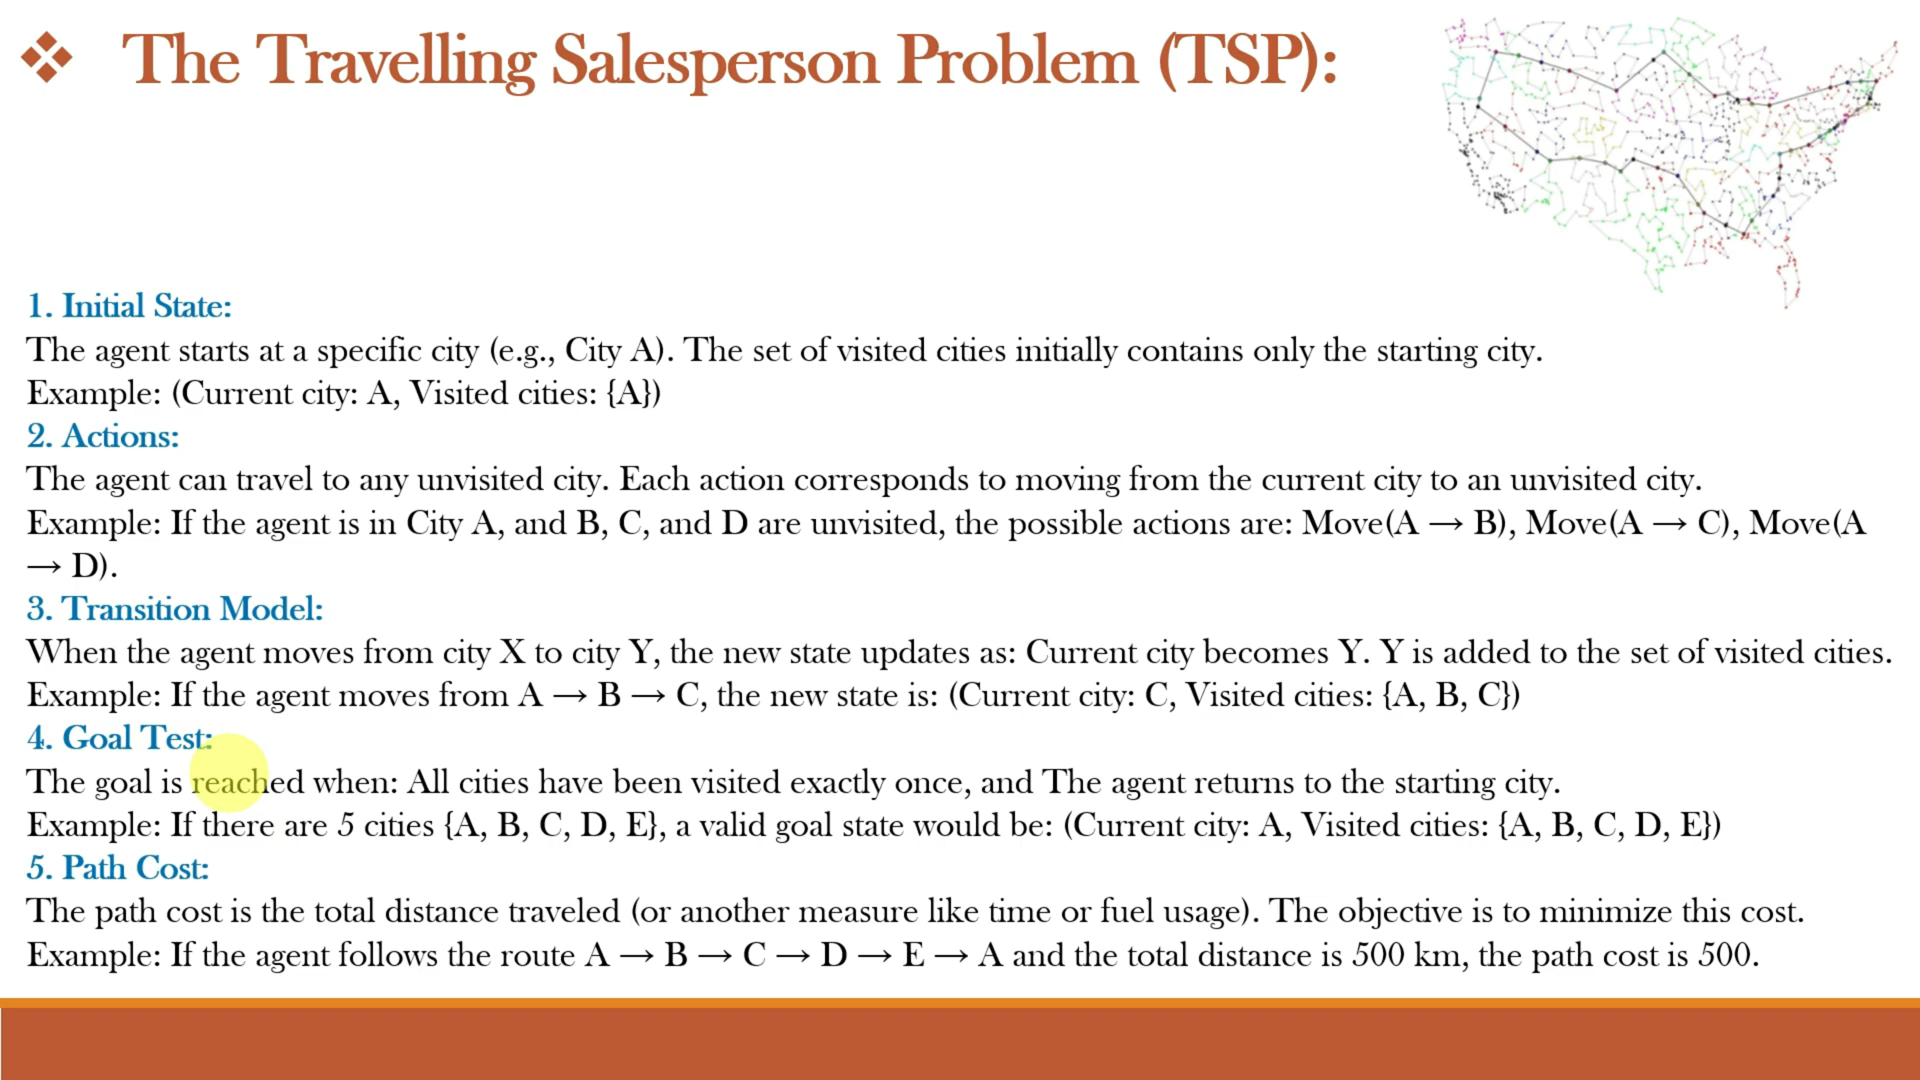 The Travelling Salesperson Problem (TSP):
1. Initial State:
The agent starts at a specific city (e.g., City A). The set of visited cities initially contains only the starting city.
Example: (Current city: A, Visited cities: {A})
2. Actions:
The agent can travel to any unvisited city. Each action corresponds to moving from the current city to an unvisited city.
Example: If the agent is in City A, and B, C, and D are unvisited, the possible actions are: Move(A → B), Move(A → C), Move(A
→ D).
3. Transition Model:
When the agent moves from city X to city Y, the new state updates as: Current city becomes Y. Y is added to the set of visited cities.
Example: If the agent moves from A → B → C, the new state is: (Current city: C, Visited cities: {A, B, C})
4. Goal Test:
The goal is reached when: All cities have been visited exactly once, and The agent returns to the starting city.
Example: If there are 5 cities {A, B, C, D, E}, a valid goal state would be: (Current city: A, Visited cities: {A, B, C, D, E})
5. Path Cost:
The path cost is the total distance traveled (or another measure like time or fuel usage). The objective is to minimize this cost.
Example: If the agent follows the route A → B → C → D → E → A and the total distance is 500 km, the path cost is 500.